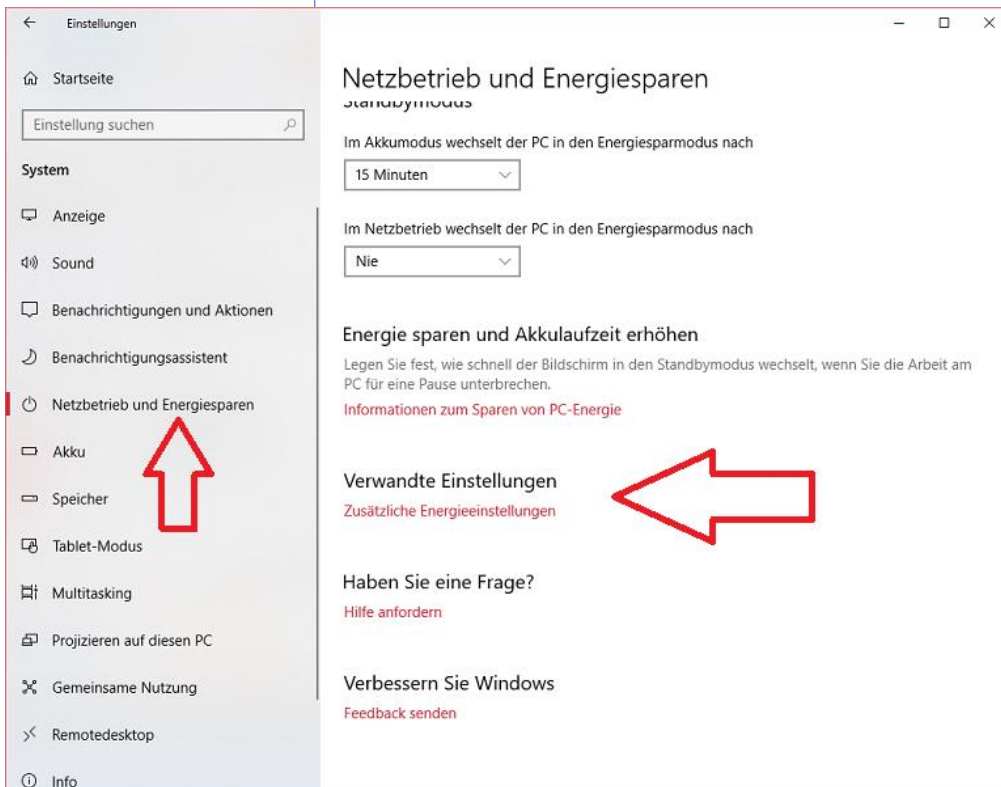 Einstellungen
Startseite
Einstellung suchen
System
Anzeige
Sound
Benachrichtigungen und Aktionen
Benachrichtigungsassistent
Netzbetrieb und Energiesparen
Akku
Speicher
Tablet-Modus
Multitasking
Projizieren auf diesen PC
Gemeinsame Nutzung
Remotedesktop
Info
Netzbetrieb und Energiesparen
Standbymodus
Im Akkumodus wechselt der PC in den Energiesparmodus nach
15 Minuten
Im Netzbetrieb wechselt der PC in den Energiesparmodus nach
Nie
Energie sparen und Akkulaufzeit erhöhen
Legen Sie fest, wie schnell der Bildschirm in den Standbymodus wechselt, wenn Sie die Arbeit am
PC für eine Pause unterbrechen.
Informationen zum Sparen von PC-Energie
Verwandte Einstellungen
Zusätzliche Energieeinstellungen
Haben Sie eine Frage?
Hilfe anfordern
Verbessern Sie Windows
Feedback senden